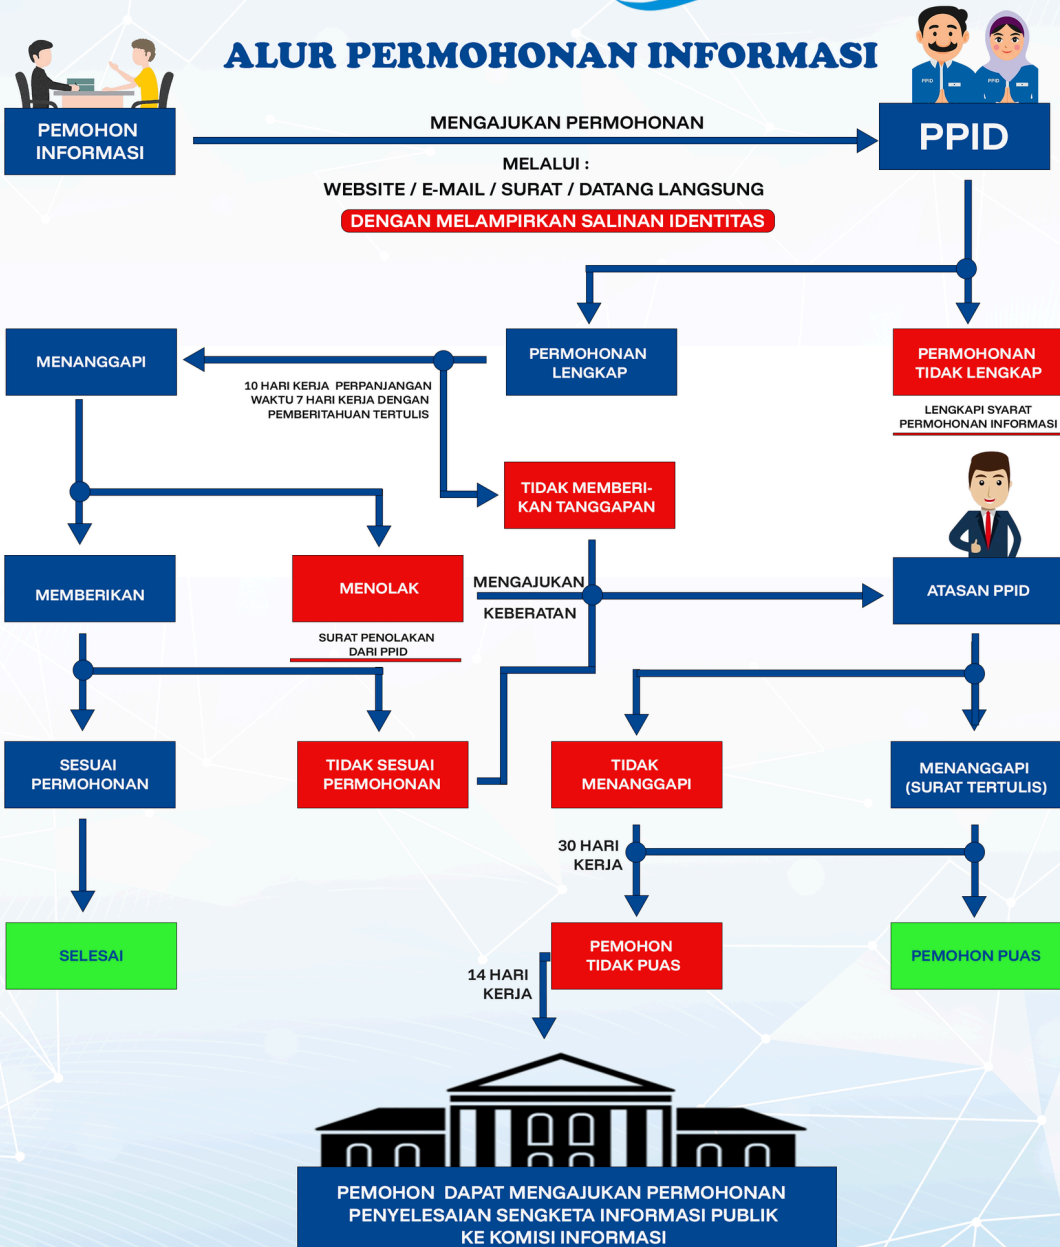 ALUR PERMOHONAN INFORMASI
PPID
PPID
PEMOHON
INFORMASI
MENGAJUKAN PERMOHONAN
PPID
MELALUI :
WEBSITE / E-MAIL / SURAT / DATANG LANGSUNG
DENGAN MELAMPIRKAN SALINAN IDENTITAS
MENANGGAPI
10 HARI KERJA PERPANJANGAN
WAKTU 7 HARI KERJA DENGAN
PEMBERITAHUAN TERTULIS
PERMOHONAN
LENGKAP
PERMOHONAN
TIDAK LENGKAP
LENGKAPI SYARAT
PERMOHONAN INFORMASI
TIDAK MEMBERI-
KAN TANGGAPAN
MEMBERIKAN
MENOLAK
SURAT PENOLAKAN
DARI PPID
MENGAJUKAN
KEBERATAN
ATASAN PPID
SESUAI
PERMOHONAN
TIDAK SESUAI
PERMOHONAN
TIDAK
MENANGGAPI
MENANGGAPI
(SURAT TERTULIS)
30 HARI
KERJA
SELESAI
PEMOHON
TIDAK PUAS
PEMOHON PUAS
14 HARI
KERJA
PEMOHON DAPAT MENGAJUKAN PERMOHONAN
PENYELESAIAN SENGKETA INFORMASI PUBLIK
KE KOMISI INFORMASI